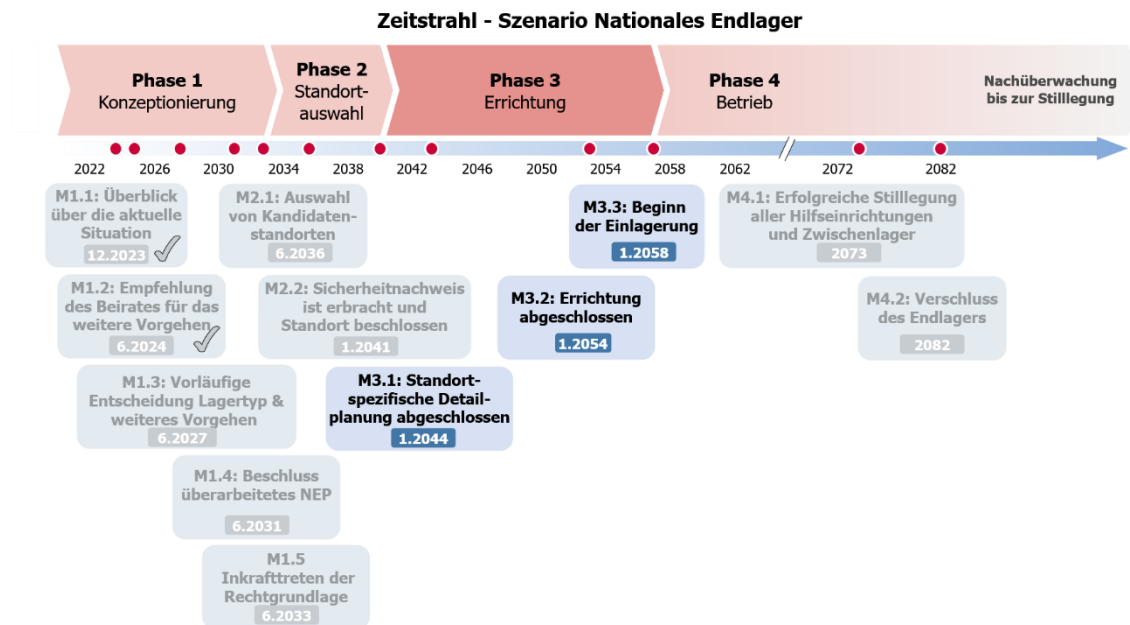 Zeitstrahl - Szenario Nationales Endlager
Phase 1
Konzeptionierung
Phase 2
Standort-
auswahl
Phase 3
Errichtung
Phase 4
Betrieb
Nachüberwachung
bis zur Stilllegung
2022 2026 2030 2034 2038 2042 2046 2050 2054 2058 2062 2072 2082
M1.1: Überblick
über die aktuelle
Situation
12.2023
M2.1: Auswahl
von Kandidaten-
standorten
6.2036
M3.3: Beginn
der Einlagerung
1.2058
M4.1: Erfolgreiche Stilllegung
aller Hilfseinrichtungen
und Zwischenlager
2073
M1.2: Empfehlung
des Beirates für das
weitere Vorgehen
6.2024
M2.2: Sicherheitnachweis
ist erbracht und
Standort beschlossen
1.2041
M3.2: Errichtung
abgeschlossen
1.2054
M4.2: Verschluss
des Endlagers
2082
M1.3: Vorläufige
Entscheidung Lagertyp &
weiteres Vorgehen
6.2027
M3.1: Standort-
spezifische Detail-
planung abgeschlossen
1.2044
M1.4: Beschluss
überarbeitetes NEP
6.2031
M1.5
Inkrafttreten der
Rechtgrundlage
6.2033